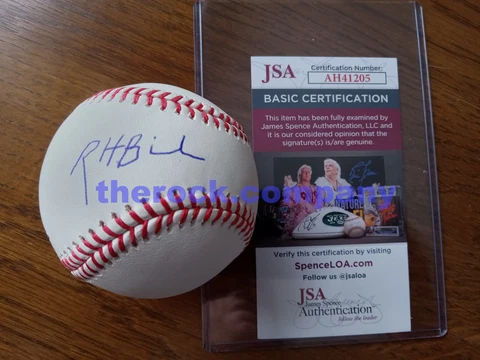 RHBi
therock.company
JSA
Certification Number:
AH41205
BASIC CERTIFICATION
This item has been fully examined by
James Spence Authentication, LLC and it
is our considered opinion that the
signature(s) is/are genuine.
Verify this certification by visiting
SpenceLOA.com
Follow us @jsaloa
JSA
James Spence
Authentication